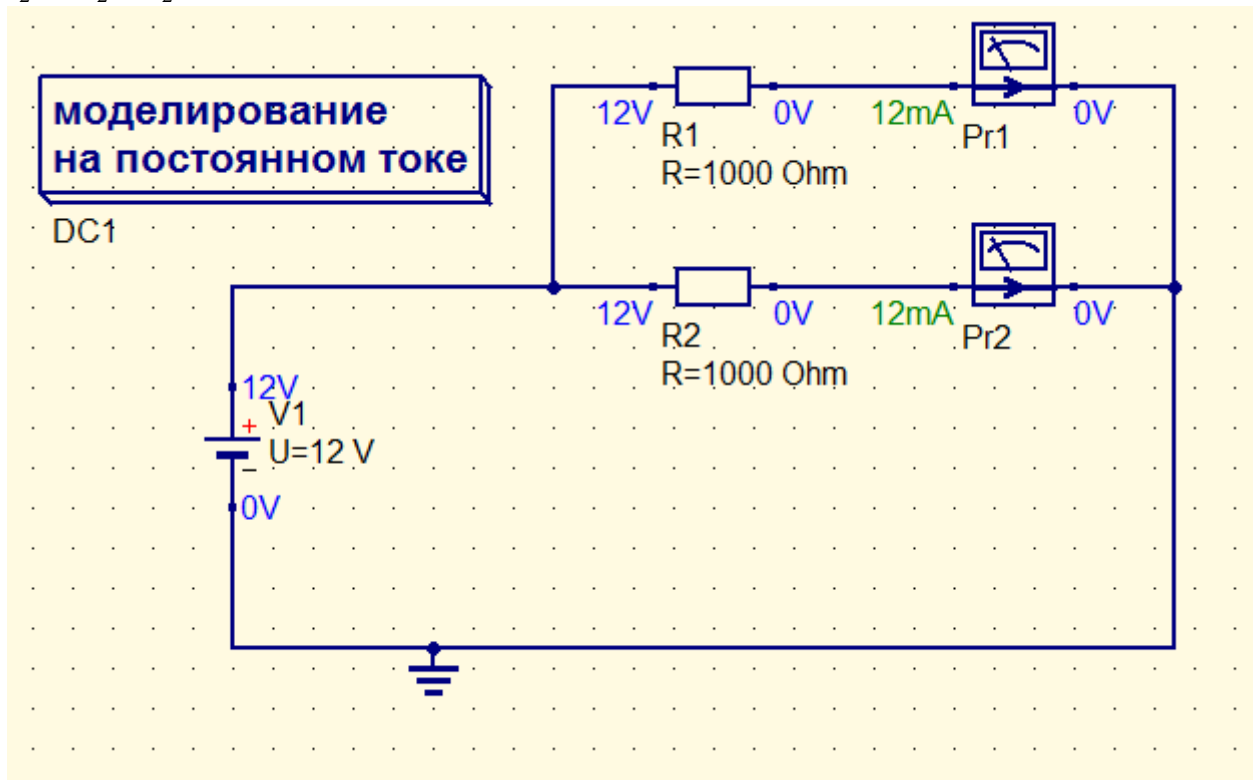 моделирование
на постоянном токе
DC1
12V
0V
12mA
0V
R1
Pr1
R=1000 Ohm
12V
0V
12mA
0V
R2
Pr2
R=1000 Ohm
12V
+ V1
U=12 V
–
0V